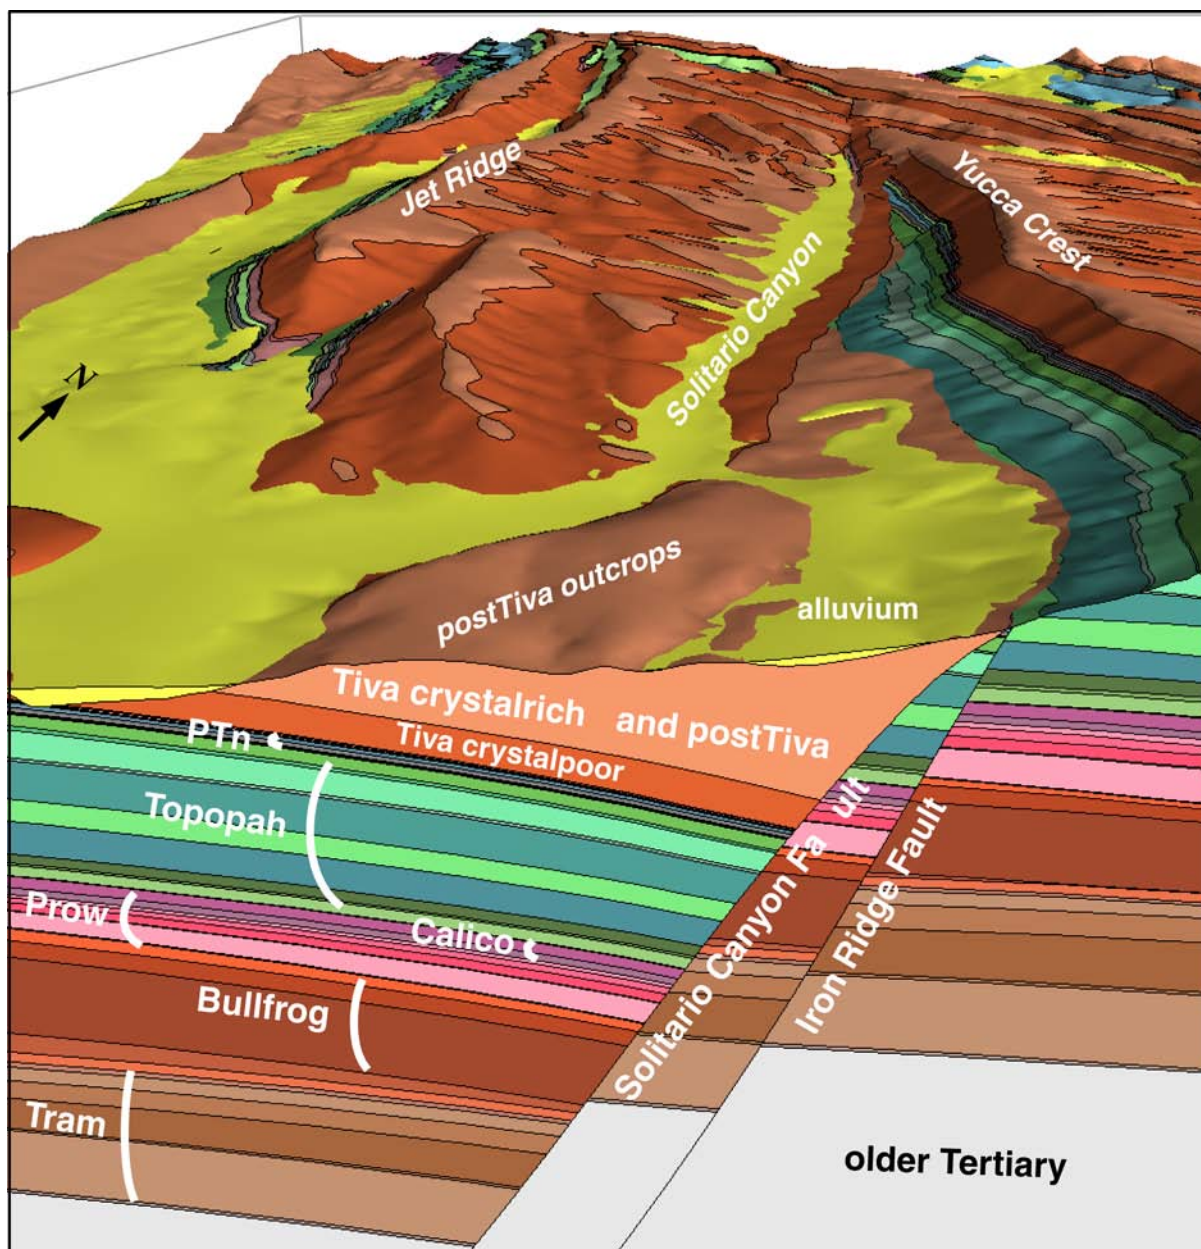 Jet Ridge
Yucca Crest
Solitario Canyon
N
postTiva outcrops
alluvium
Tiva crystalrich and postTiva
PTn
Tiva crystalpoor
Topopah
Prow
Calico
Bullfrog
Solitario Canyon Fault
Iron Ridge Fault
Tram
older Tertiary